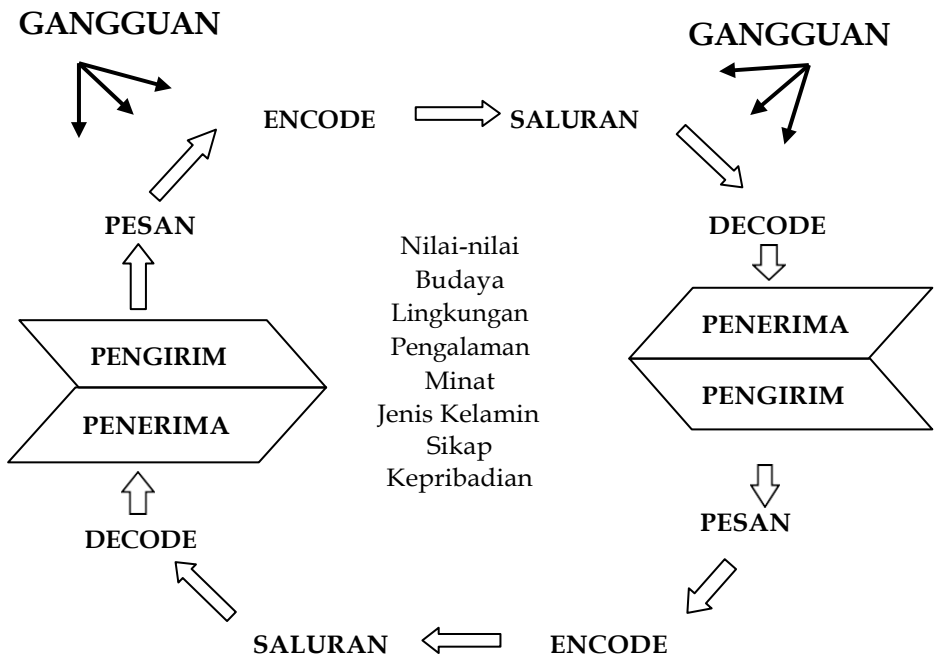 GANGGUAN
GANGGUAN
ENCODE
SALURAN
PESAN
DECODE
Nilai-nilai
Budaya
Lingkungan
Pengalaman
Minat
Jenis Kelamin
Sikap
Kepribadian
PENGIRIM
PENERIMA
PENERIMA
PENGIRIM
DECODE
PESAN
SALURAN
ENCODE